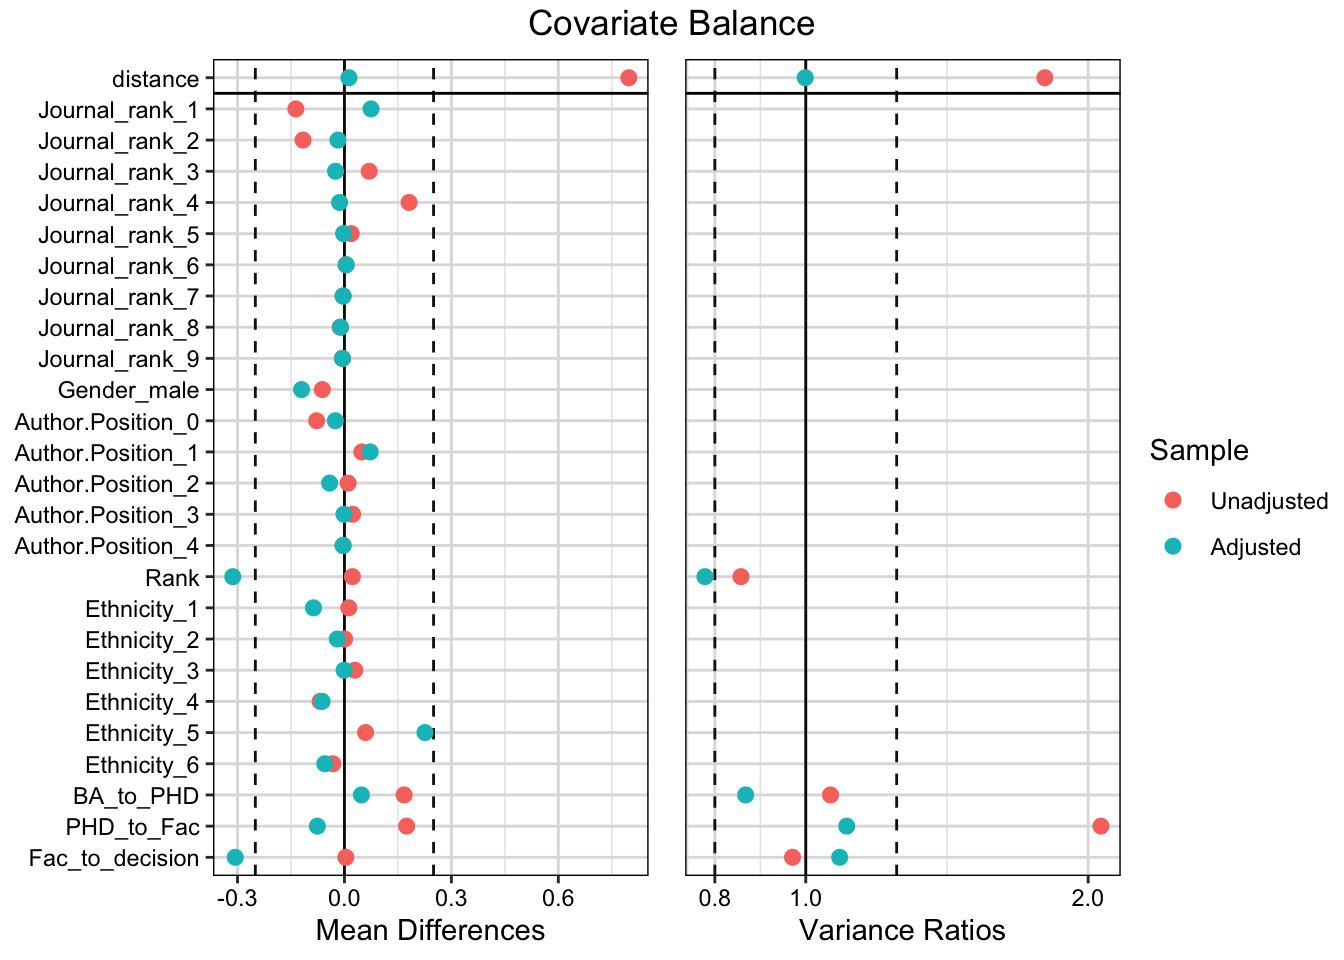 Covariate Balance
distance
Journal_rank_1
Journal_rank_2
Journal_rank_3
Journal_rank_4
Journal_rank_5
Journal_rank_6
Journal_rank_7
Journal_rank_8
Journal_rank_9
Gender_male
Author.Position_0
Author.Position_1
Author.Position_2
Author.Position_3
Author.Position_4
Rank
Ethnicity_1
Ethnicity_2
Ethnicity_3
Ethnicity_4
Ethnicity_5
Ethnicity_6
BA_to_PHD
PHD_to_Fac
Fac_to_decision
-0.3 0.0 0.3 0.6
Mean Differences
0.8 1.0 2.0
Variance Ratios
Sample
Unadjusted
Adjusted